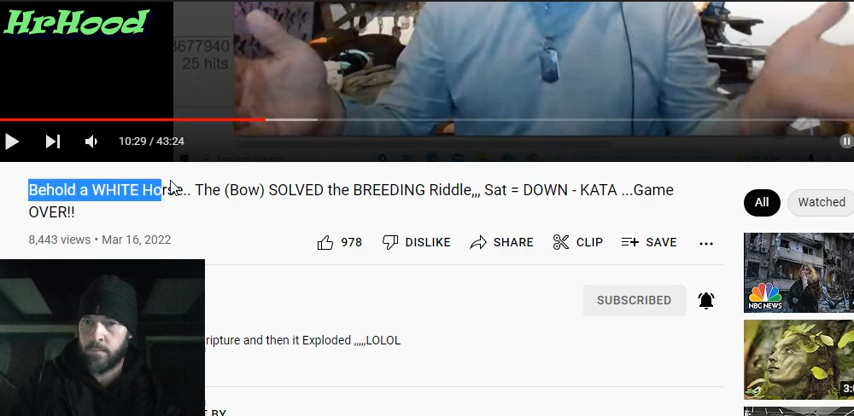 HrHood
3677940
25 hits
10:29 / 43:24
Behold a WHITE Horse.. The (Bow) SOLVED the BREEDING Riddle,,, Sat = DOWN - KATA ...Game
OVER!!
8,443 views • Mar 16, 2022
978 DISLIKE SHARE CLIP SAVE ...
SUBSCRIBED
ripture and then it Exploded ,,,,,LOLOL
All Watched
NBC NEWS
3: